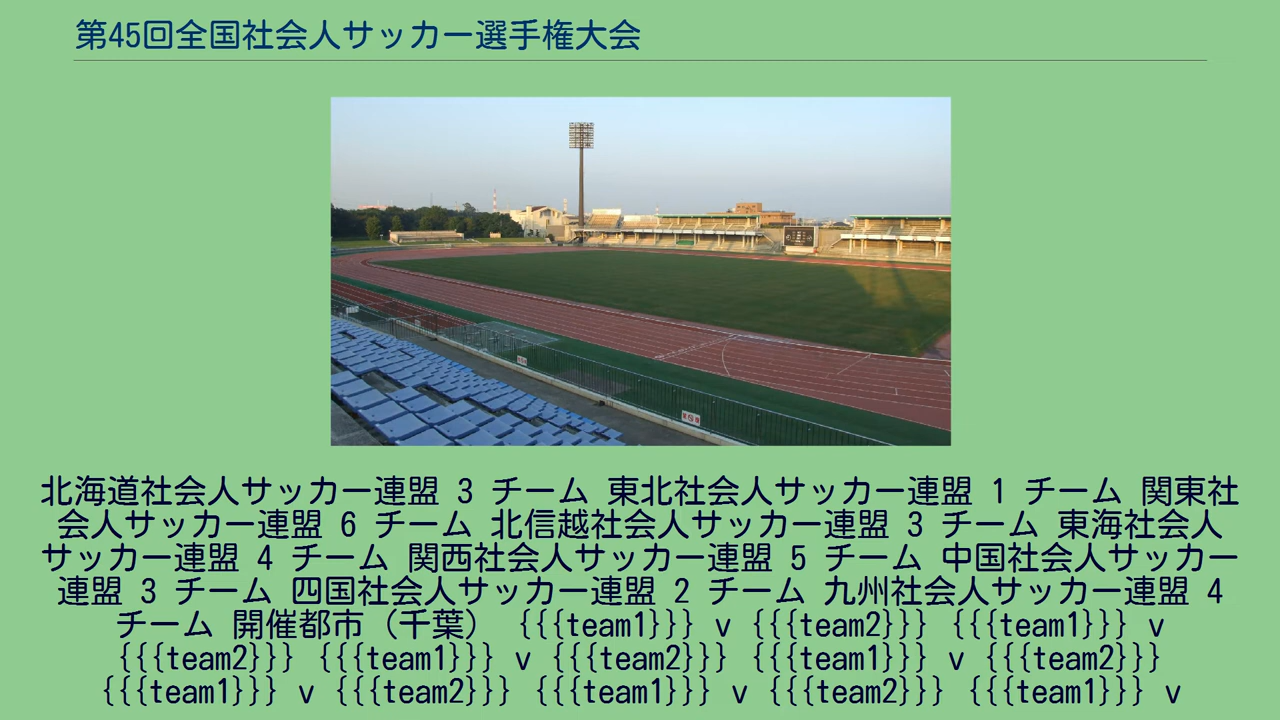 第45回全国社会人サッカー選手権大会
北海道社会人サッカー連盟 3 チーム 東北社会人サッカー連盟 1 チーム 関東社
会人サッカー連盟 6 チーム 北信越社会人サッカー連盟 3 チーム 東海社会人
サッカー連盟 4 チーム 関西社会人サッカー連盟 5 チーム 中国社会人サッカー
連盟 3 チーム 四国社会人サッカー連盟 2 チーム 九州社会人サッカー連盟 4
チーム 開催都市（千葉） {{{team1}}} v {{{team2}}} {{{team1}}} v
{{{team2}}} {{{team1}}} v {{{team2}}} {{{team1}}} v {{{team2}}}
{{{team1}}} v {{{team2}}} {{{team1}}} v {{{team2}}} {{{team1}}} v